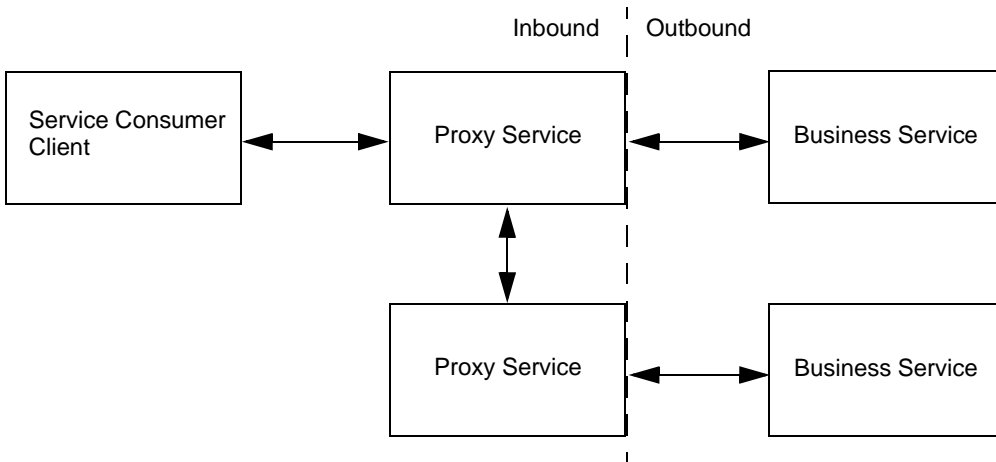 Inbound
Outbound
Service Consumer
Client
Proxy Service
Business Service
Proxy Service
Business Service